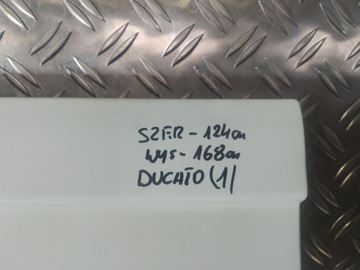 SZER - 124cm
WYS - 168cm
DUCATO (1)